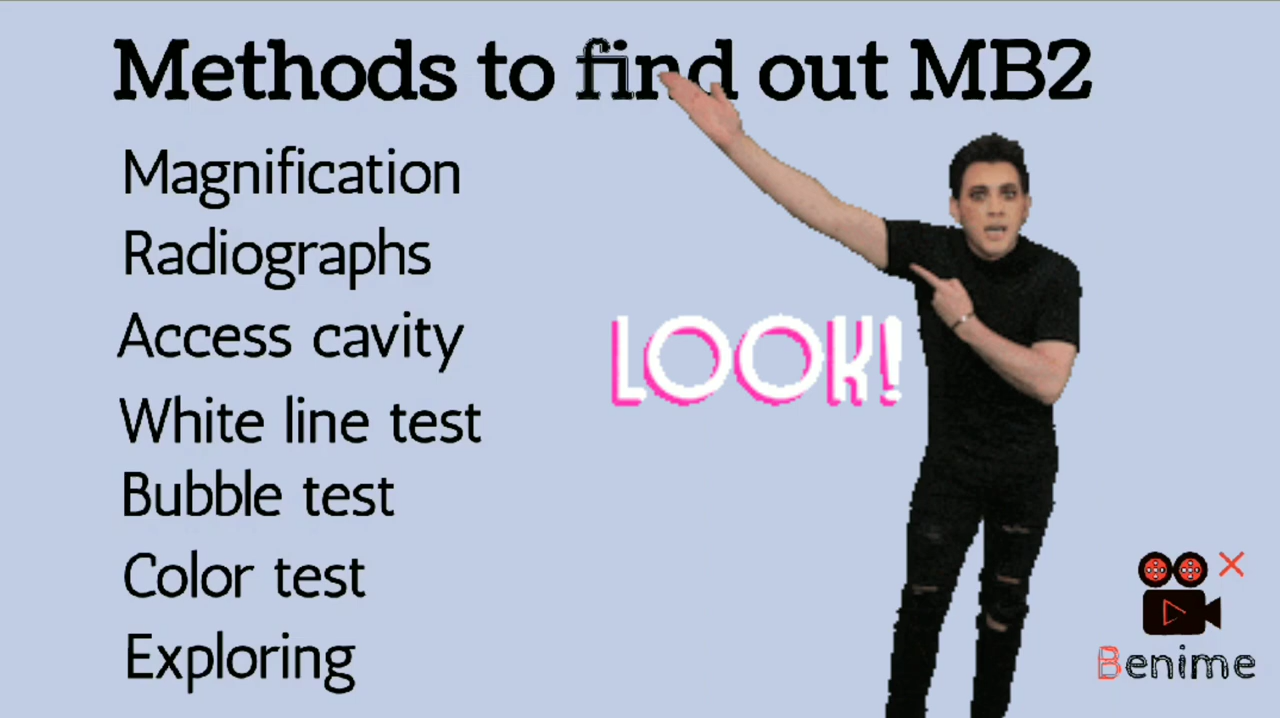 Methods to find out MB2
Magnification
Radiographs
Access cavity
White line test
Bubble test
Color test
Exploring
LOOK!
Benime